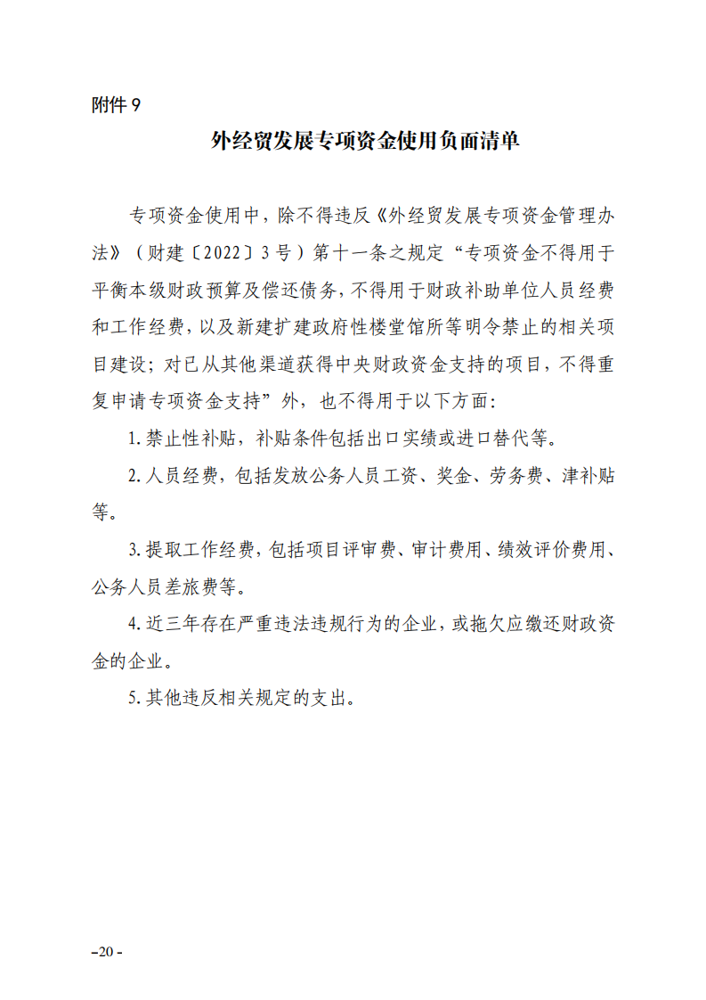 附件 9
外经贸发展专项资金使用负面清单
专项资金使用中，除不得违反《外经贸发展专项资金管理办
法》（财建〔2022〕3 号）第十一条之规定“专项资金不得用于
平衡本级财政预算及偿还债务，不得用于财政补助单位人员经费
和工作经费，以及新建扩建政府性楼堂馆所等明令禁止的相关项
目建设；对已从其他渠道获得中央财政资金支持的项目，不得重
复申请专项资金支持”外，也不得用于以下方面：
1. 禁止性补贴，补贴条件包括出口实绩或进口替代等。
2. 人员经费，包括发放公务人员工资、奖金、劳务费、津补贴
等。
3. 提取工作经费，包括项目评审费、审计费用、绩效评价费用、
公务人员差旅费等。
4. 近三年存在严重违法违规行为的企业，或拖欠应缴还财政资
金的企业。
5. 其他违反相关规定的支出。
–20 -